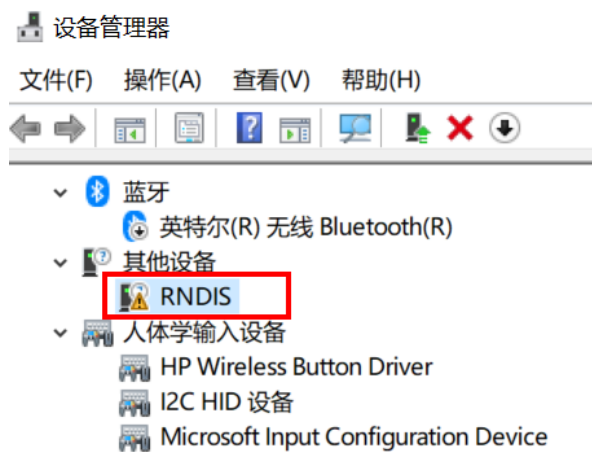 设备管理器
文件(F) 操作(A) 查看(V) 帮助(H)
蓝牙
英特尔(R) 无线 Bluetooth(R)
其他设备
RNDIS
人体学输入设备
HP Wireless Button Driver
I2C HID 设备
Microsoft Input Configuration Device